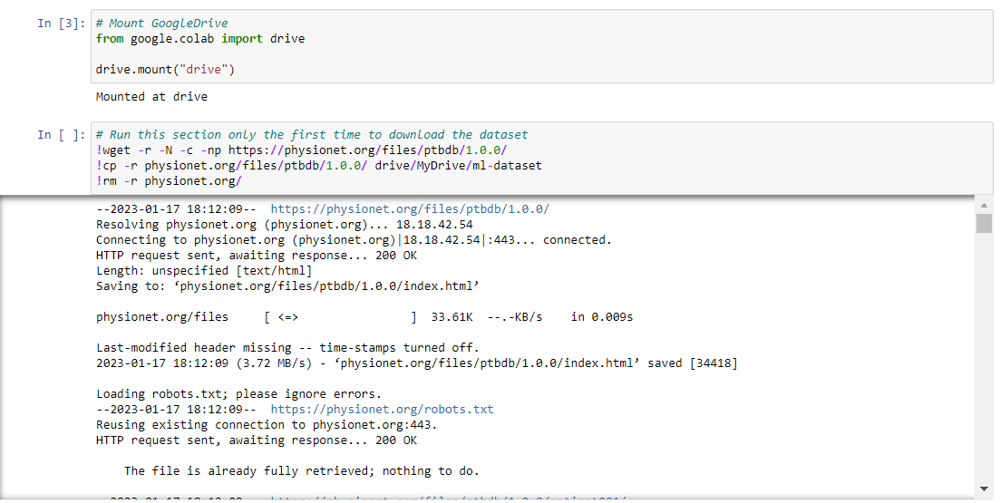 In [3]:
# Mount GoogleDrive
from google.colab import drive
drive.mount("drive")
Mounted at drive
In [ ]:
# Run this section only the first time to download the dataset
!wget -r -N -c -np https://physionet.org/files/ptbdb/1.0.0/
!cp -r physionet.org/files/ptbdb/1.0.0/ drive/MyDrive/ml-dataset
!rm -r physionet.org/
--2023-01-17 18:12:09--  https://physionet.org/files/ptbdb/1.0.0/
Resolving physionet.org (physionet.org)... 18.18.42.54
Connecting to physionet.org (physionet.org)|18.18.42.54|:443... connected.
HTTP request sent, awaiting response... 200 OK
Length: unspecified [text/html]
Saving to: ‘physionet.org/files/ptbdb/1.0.0/index.html’
physionet.org/files     [ <=>                ]  33.61K  --.-KB/s    in 0.009s
Last-modified header missing -- time-stamps turned off.
2023-01-17 18:12:09 (3.72 MB/s) - ‘physionet.org/files/ptbdb/1.0.0/index.html’ saved [34418]
Loading robots.txt; please ignore errors.
--2023-01-17 18:12:09--  https://physionet.org/robots.txt
Reusing existing connection to physionet.org:443.
HTTP request sent, awaiting response... 200 OK
The file is already fully retrieved; nothing to do.